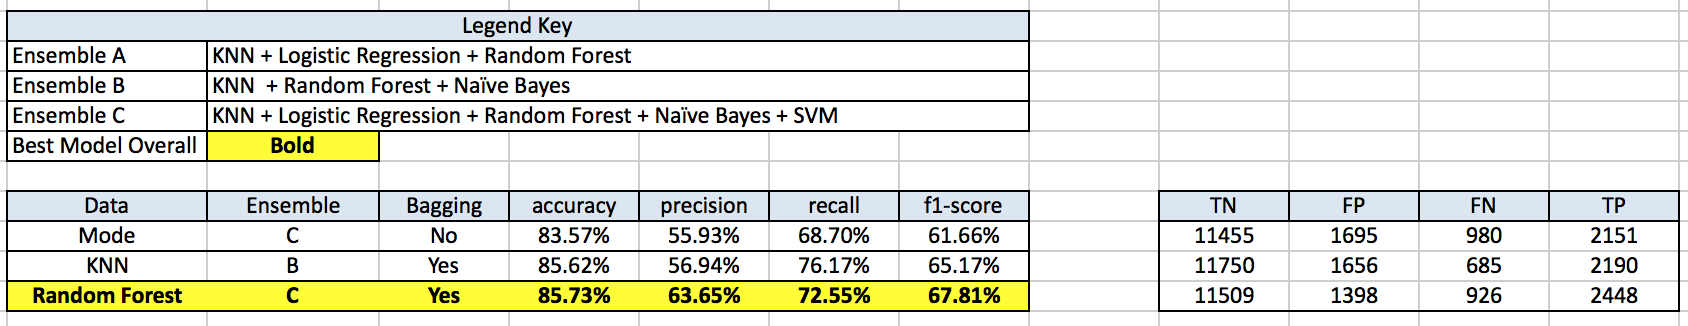 Legend Key
Ensemble A KNN + Logistic Regression + Random Forest
Ensemble B KNN + Random Forest + Naïve Bayes
Ensemble C KNN + Logistic Regression + Random Forest + Naïve Bayes + SVM
Best Model Overall Bold
Data Ensemble Bagging accuracy precision recall f1-score TN FP FN TP
Mode C No 83.57% 55.93% 68.70% 61.66% 11455 1695 980 2151
KNN B Yes 85.62% 56.94% 76.17% 65.17% 11750 1656 685 2190
Random Forest C Yes 85.73% 63.65% 72.55% 67.81% 11509 1398 926 2448